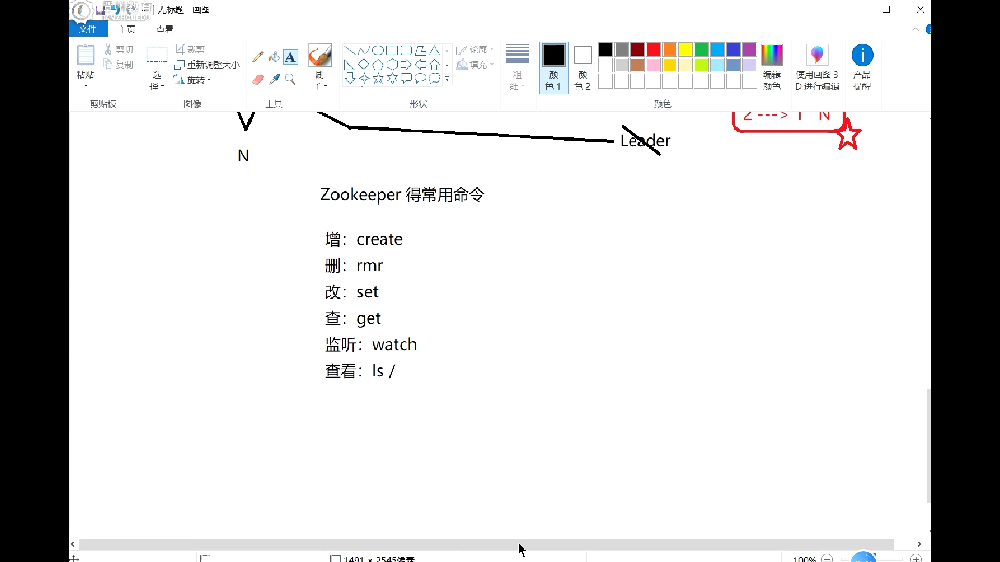 潭州教育
TANZHOUEDU
无标题 - 画图
文件 主页 查看
粘贴 剪切 复制 剪贴板
选择 裁剪 重新调整大小 旋转 图像
A 工具
刷子
形状 轮廓 填充
粗细
颜色 1 颜色 2 颜色
编辑颜色
使用画图 3D 进行编辑
产品提醒
2 ---> 1 N
Leader
N
Zookeeper 得常用命令
增：create
删：rmr
改：set
查：get
监听：watch
查看：ls /
1491 × 2545像素 100%